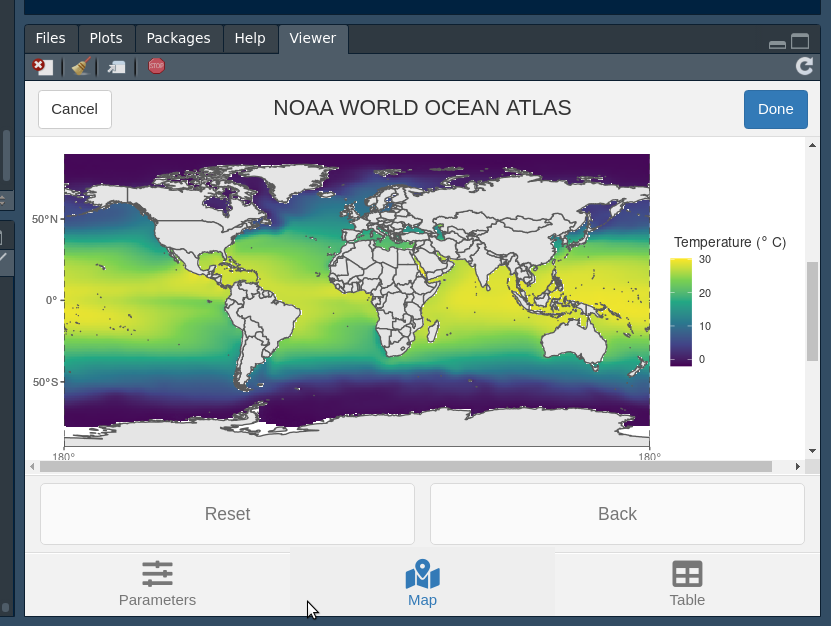 Files Plots Packages Help Viewer
STOP
Cancel NOAA WORLD OCEAN ATLAS Done
50°N
0°
50°S
180° 180°
Temperature (° C)
30
20
10
0
Reset Back
Parameters Map Table